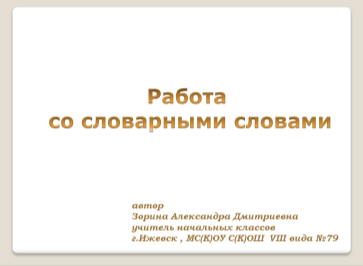 Работа
со словарными словами
автор
Зорина Александра Дмитриевна
учитель начальных классов
г.Ижевск , МС(К)ОУ С(К)ОШ VIII вида №79